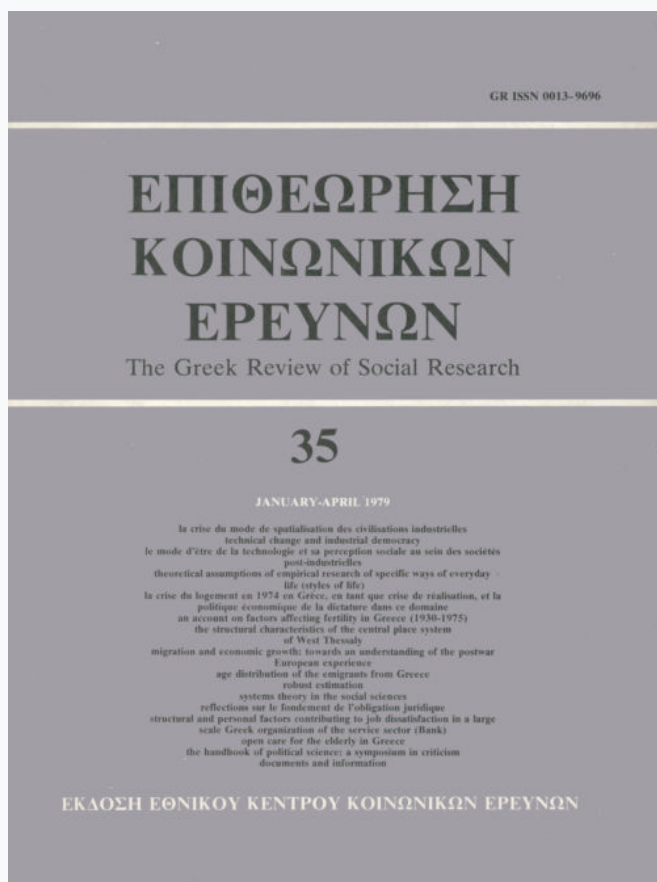 GR ISSN 0013-9696
ΕΠΙΘΕΩΡΗΣΗ
ΚΟΙΝΩΝΙΚΩΝ
ΕΡΕΥΝΩΝ
The Greek Review of Social Research
35
JANUARY-APRIL 1979
la crise du mode de spatialisation des civilisations industrielles
technical change and industrial democracy
le mode d'être de la technologie et sa perception sociale au sein des sociétés
post-industrielles
theoretical assumptions of empirical research of specific ways of everyday
life (styles of life)
la crise du logement en 1974 en Grèce, en tant que crise de réalisation, et la
politique économique de la dictature dans ce domaine
an account on factors affecting fertility in Greece (1930-1975)
the structural characteristics of the central place system
of West Thessaly
migration and economic growth: towards an understanding of the postwar
European experience
age distribution of the emigrants from Greece
robust estimation
systems theory in the social sciences
reflections sur le fondement de l'obligation juridique
structural and personal factors contributing to job dissatisfaction in a large
scale Greek organization of the service sector (Bank)
open care for the elderly in Greece
the handbook of political science: a symposium in criticism
documents and information
ΕΚΔΟΣΗ ΕΘΝΙΚΟΥ ΚΕΝΤΡΟΥ ΚΟΙΝΩΝΙΚΩΝ ΕΡΕΥΝΩΝ